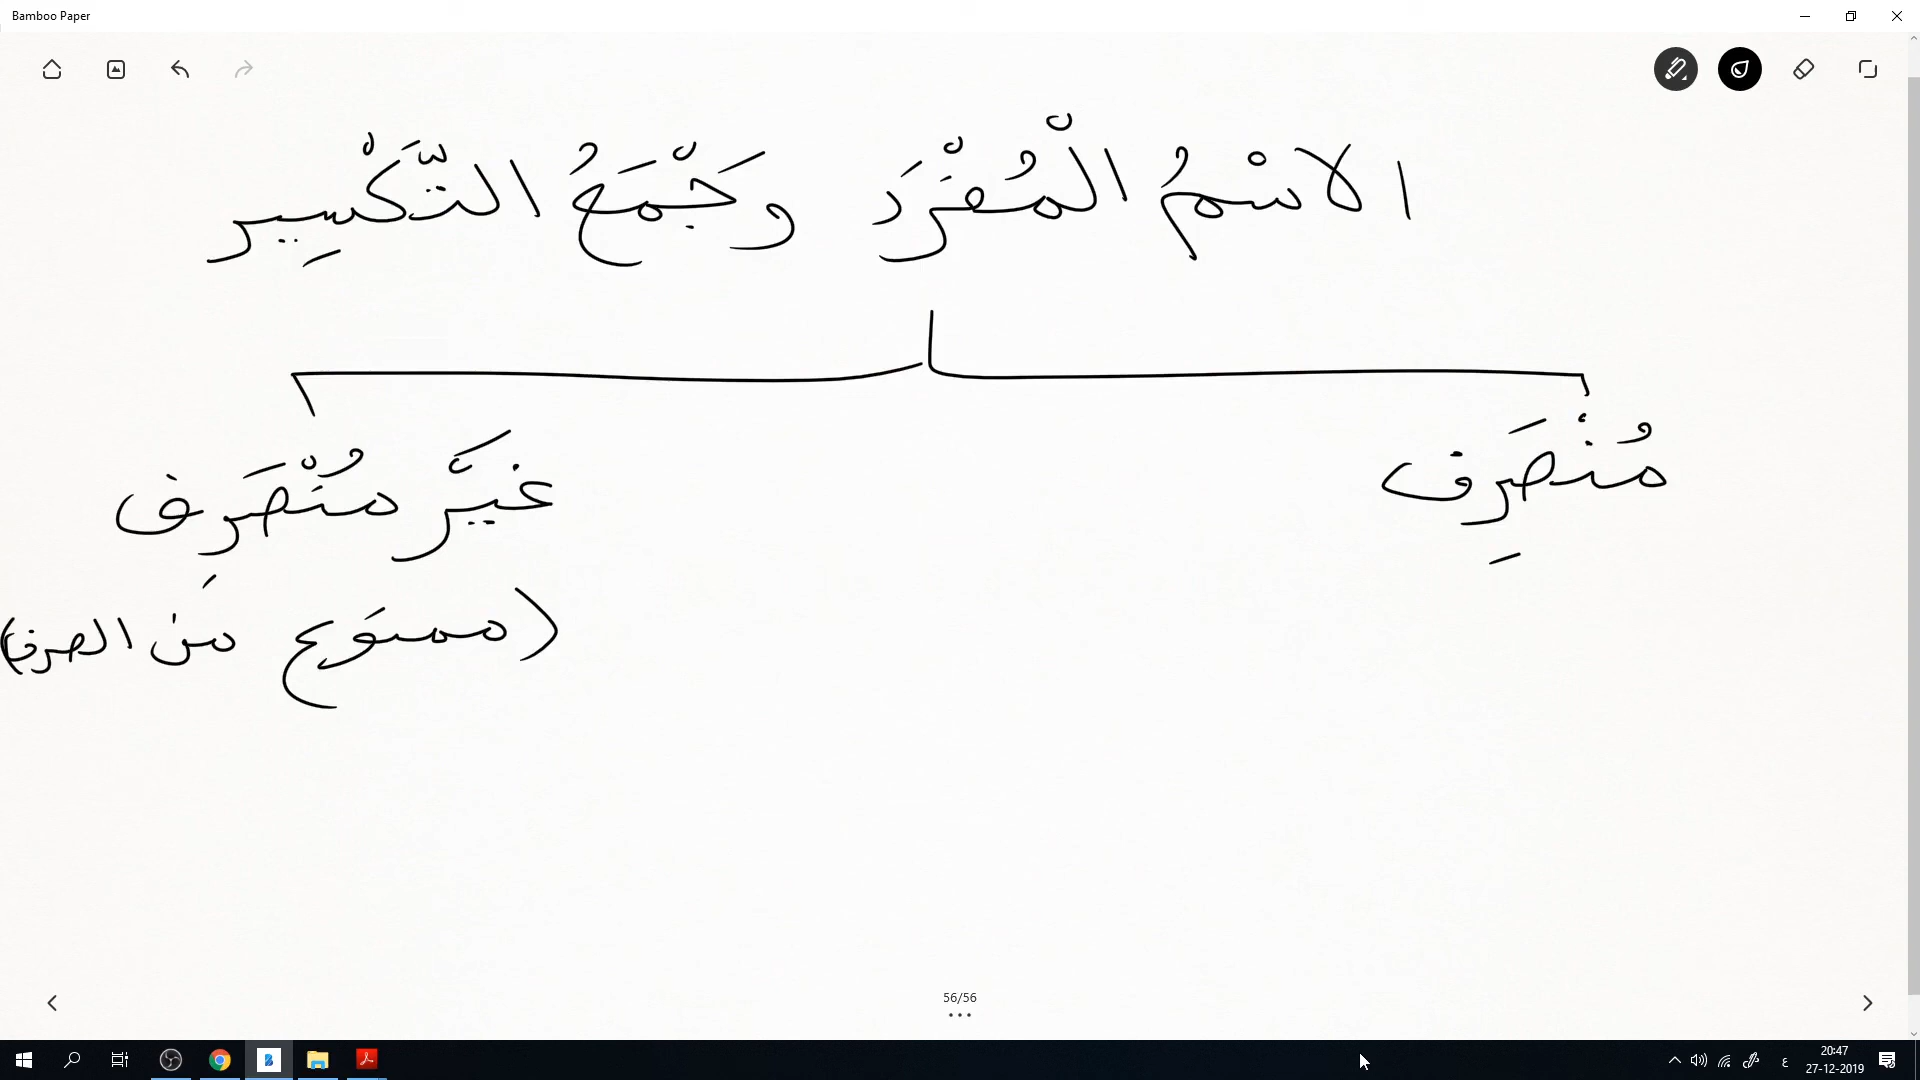 Bamboo Paper
الاسْمُ الْمُفْرَد وَجَمْعُ التَّكْسِير
مُنْصَرِف
غَيْر مُنْصَرِف
(ممنوع من الصرف)
56/56
ع
20:47
27-12-2019